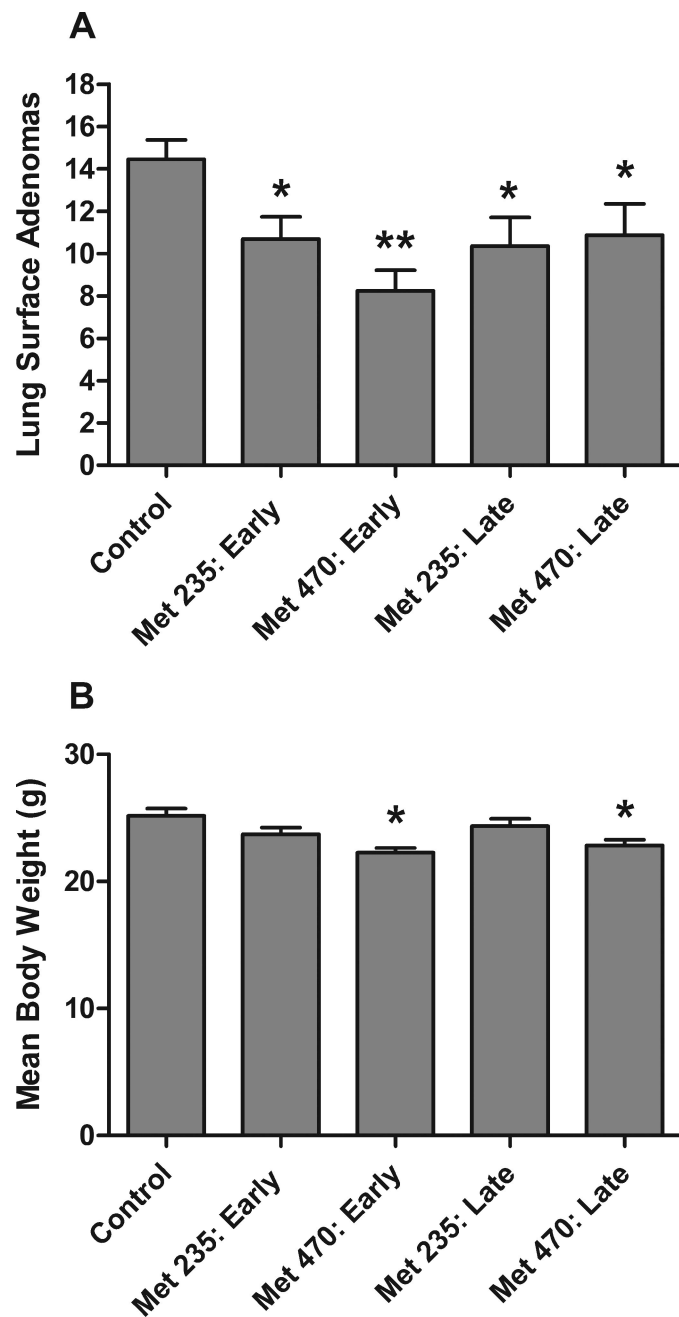 A
Lung Surface Adenomas
18
16
14
12
10
8
6
4
2
0
*
**
*
*
Control
Met 235: Early
Met 470: Early
Met 235: Late
Met 470: Late
B
Mean Body Weight (g)
30
20
10
0
*
*
Control
Met 235: Early
Met 470: Early
Met 235: Late
Met 470: Late